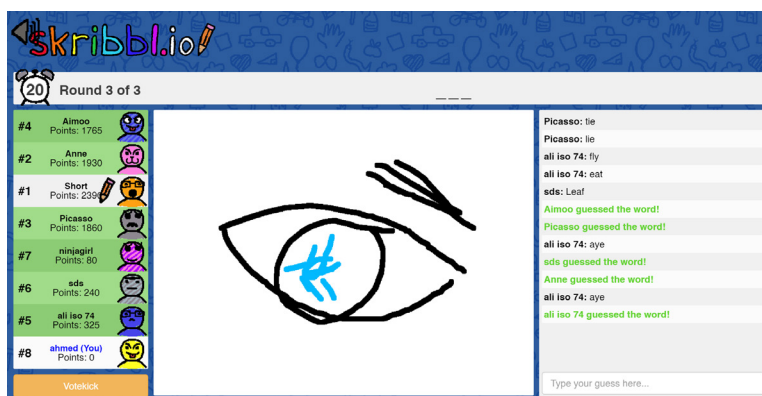 skribbl.io
20 Round 3 of 3
___
#4 Aimoo
Points: 1765
#2 Anne
Points: 1930
#1 Short
Points:
#3 Picasso
Points: 1860
#7 ninjagirl
Points: 80
#6 sds
Points: 240
#5 ali iso 74
Points: 325
#8 ahmed (You)
Points: 0
Votekick
Picasso: tie
Picasso: lie
ali iso 74: fly
ali iso 74: eat
sds: Leaf
Aimoo guessed the word!
Picasso guessed the word!
ali iso 74: aye
sds guessed the word!
Anne guessed the word!
ali iso 74: aye
ali iso 74 guessed the word!
Type your guess here...